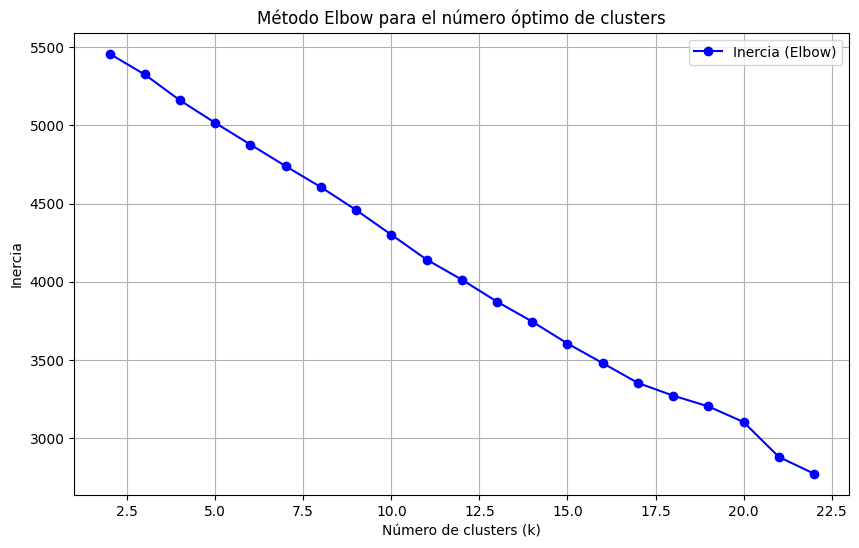 Método Elbow para el número óptimo de clusters
Inercia (Elbow)
5500
5000
4500
4000
3500
3000
Inercia
2.5 5.0 7.5 10.0 12.5 15.0 17.5 20.0 22.5
Número de clusters (k)